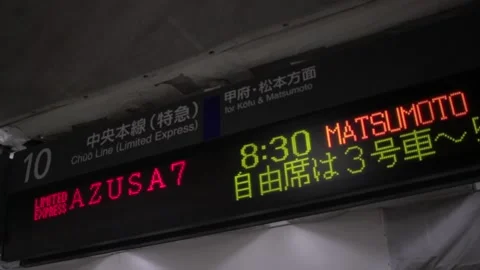 10
中央本線（特急）
Chūō Line (Limited Express)
甲府・松本方面
for Kōfu & Matsumoto
LIMITED EXPRESS AZUSA 7
8:30 MATSUMOTO
自由席は３号車～